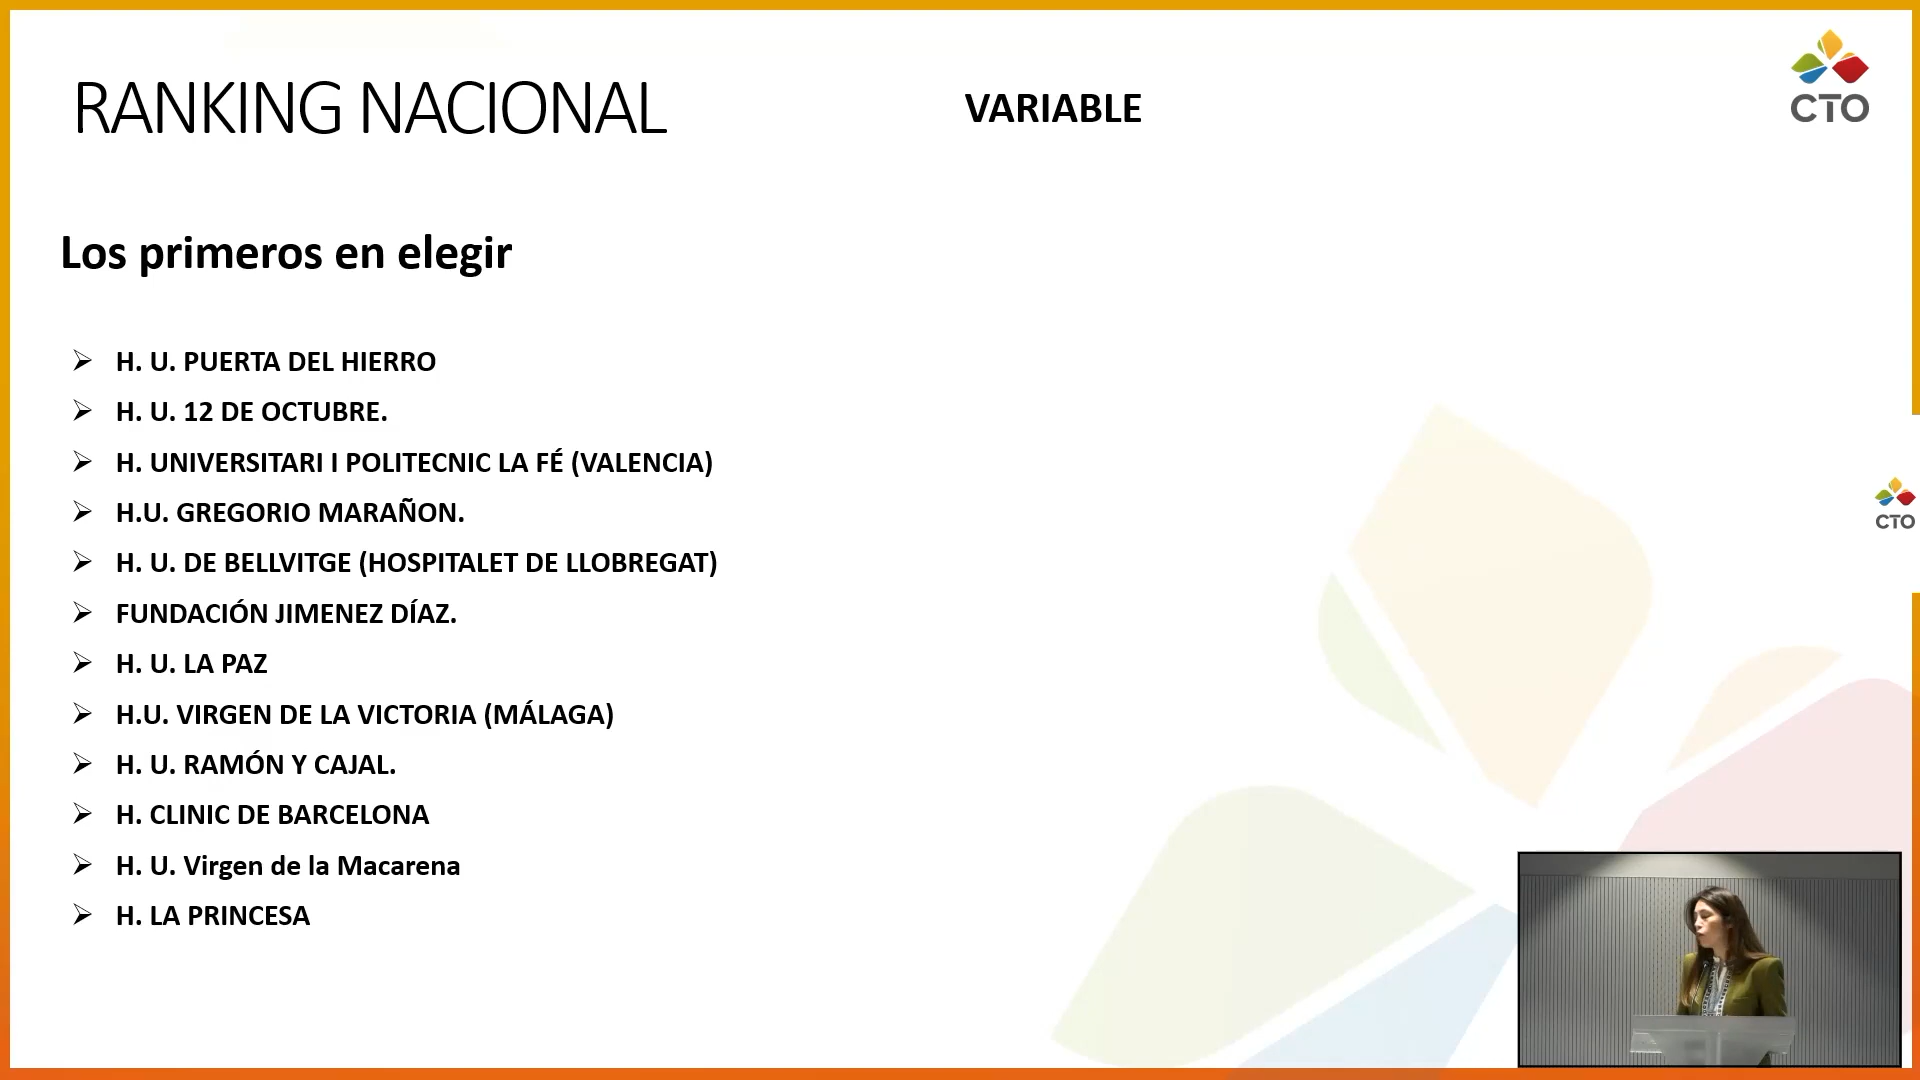 RANKING NACIONAL
VARIABLE
CTO
Los primeros en elegir
H. U. PUERTA DEL HIERRO
H. U. 12 DE OCTUBRE.
H. UNIVERSITARI I POLITECNIC LA FÉ (VALENCIA)
H.U. GREGORIO MARAÑON.
CTO
H. U. DE BELLVITGE (HOSPITALET DE LLOBREGAT)
FUNDACIÓN JIMENEZ DÍAZ.
H. U. LA PAZ
H.U. VIRGEN DE LA VICTORIA (MÁLAGA)
H. U. RAMÓN Y CAJAL.
H. CLINIC DE BARCELONA
H. U. Virgen de la Macarena
H. LA PRINCESA